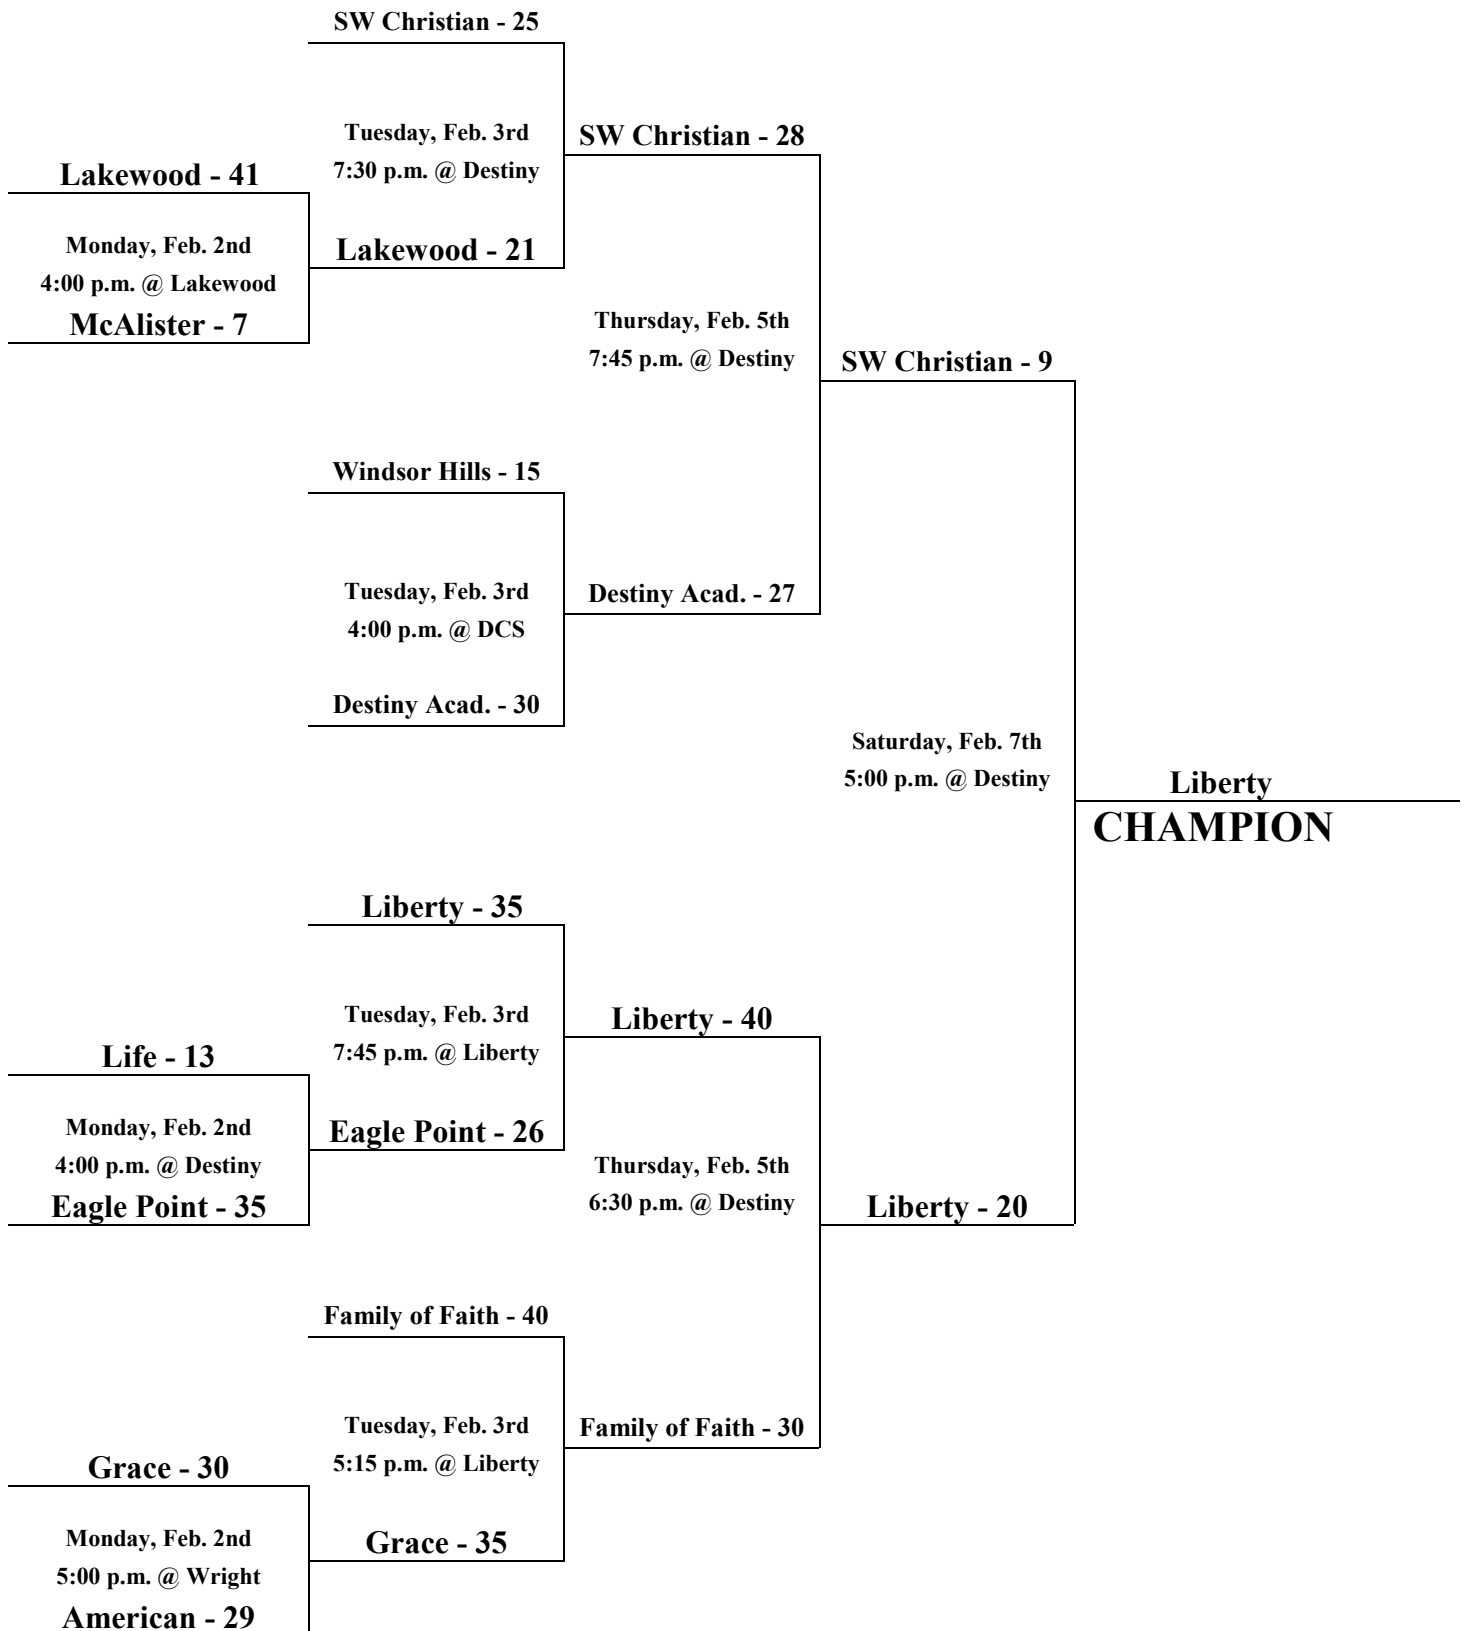 SW Christian - 25
Tuesday, Feb. 3rd
7:30 p.m. @ Destiny
SW Christian - 28
Lakewood - 41
Monday, Feb. 2nd
4:00 p.m. @ Lakewood
McAlister - 7
Lakewood - 21
Thursday, Feb. 5th
7:45 p.m. @ Destiny
SW Christian - 9
Windsor Hills - 15
Tuesday, Feb. 3rd
4:00 p.m. @ DCS
Destiny Acad. - 27
Destiny Acad. - 30
Saturday, Feb. 7th
5:00 p.m. @ Destiny
Liberty
CHAMPION
Liberty - 35
Tuesday, Feb. 3rd
7:45 p.m. @ Liberty
Liberty - 40
Life - 13
Monday, Feb. 2nd
4:00 p.m. @ Destiny
Eagle Point - 35
Eagle Point - 26
Thursday, Feb. 5th
6:30 p.m. @ Destiny
Liberty - 20
Family of Faith - 40
Tuesday, Feb. 3rd
5:15 p.m. @ Liberty
Family of Faith - 30
Grace - 30
Monday, Feb. 2nd
5:00 p.m. @ Wright
American - 29
Grace - 35